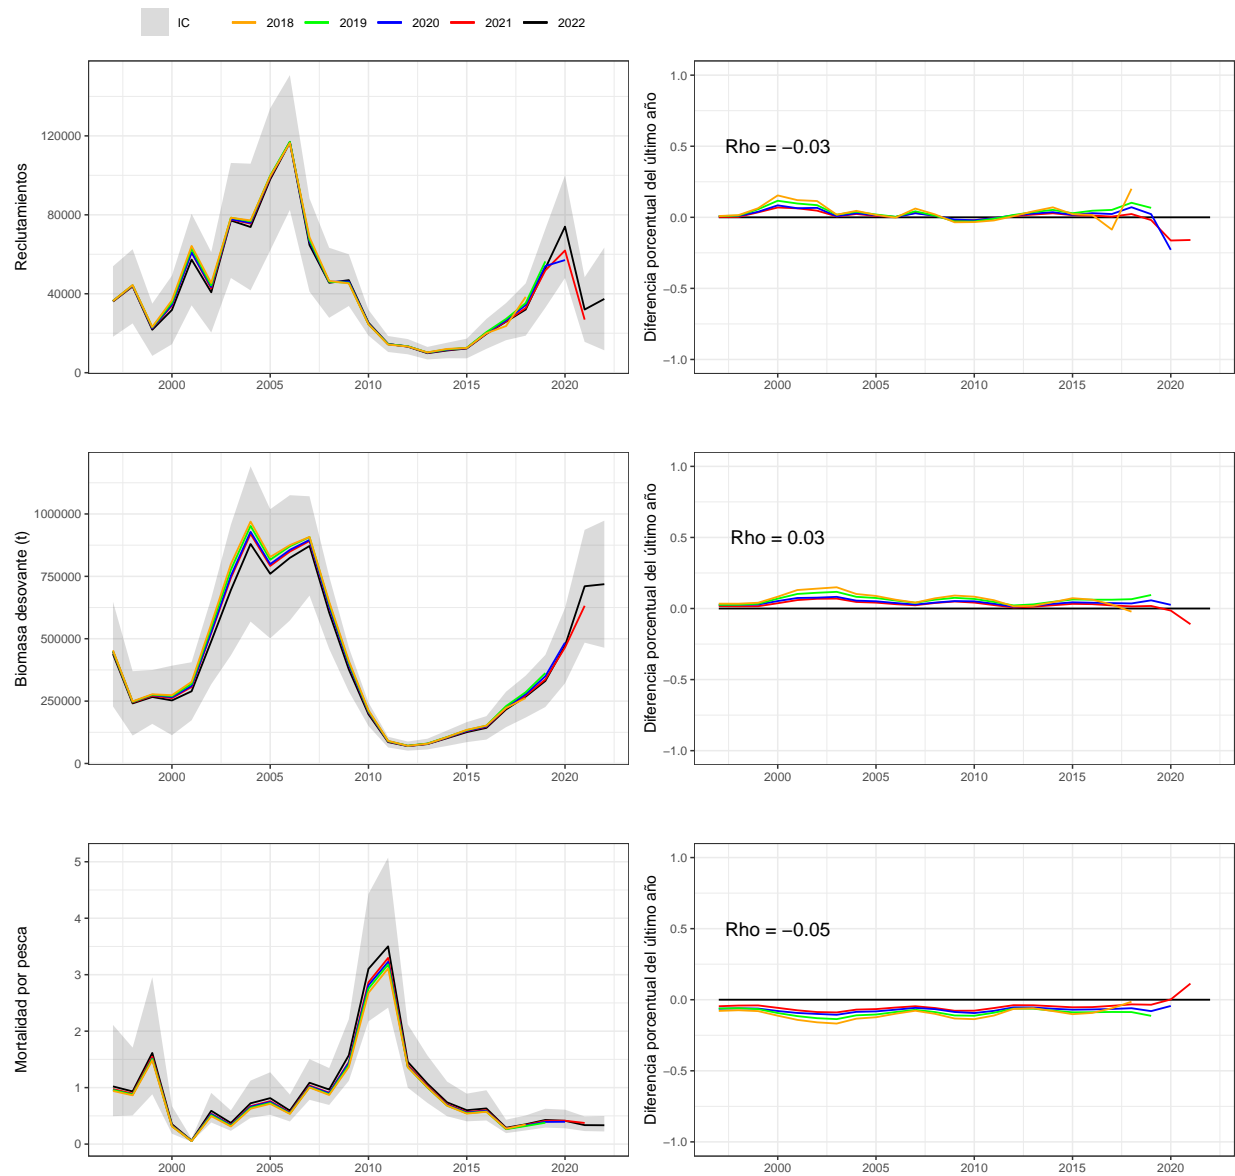 IC 2018 2019 2020 2021 2022
Reclutamientos
120000
80000
40000
0
2000 2005 2010 2015 2020
Diferencia porcentual del último año
1.0
0.5
0.0
−0.5
−1.0
Rho = −0.03
2000 2005 2010 2015 2020
Biomasa desovante (t)
1000000
750000
500000
250000
0
2000 2005 2010 2015 2020
Diferencia porcentual del último año
1.0
0.5
0.0
−0.5
−1.0
Rho = 0.03
2000 2005 2010 2015 2020
Mortalidad por pesca
5
4
3
2
1
0
2000 2005 2010 2015 2020
Diferencia porcentual del último año
1.0
0.5
0.0
−0.5
−1.0
Rho = −0.05
2000 2005 2010 2015 2020